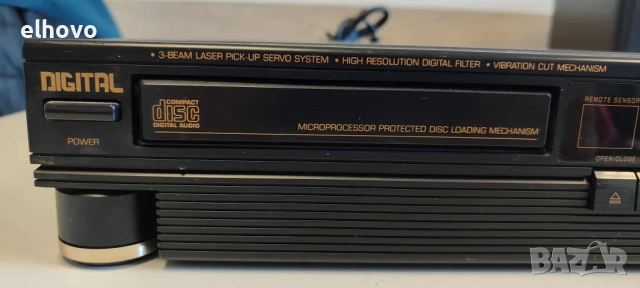 elhovo
• 3-BEAM LASER PICK-UP SERVO SYSTEM • HIGH RESOLUTION DIGITAL FILTER • VIBRATION CUT MECHANISM
DIGITAL
COMPACT
disc
DIGITAL AUDIO
REMOTE SENSOR
MICROPROCESSOR PROTECTED DISC LOADING MECHANISM
POWER
OPEN/CLOSE
BAZAR